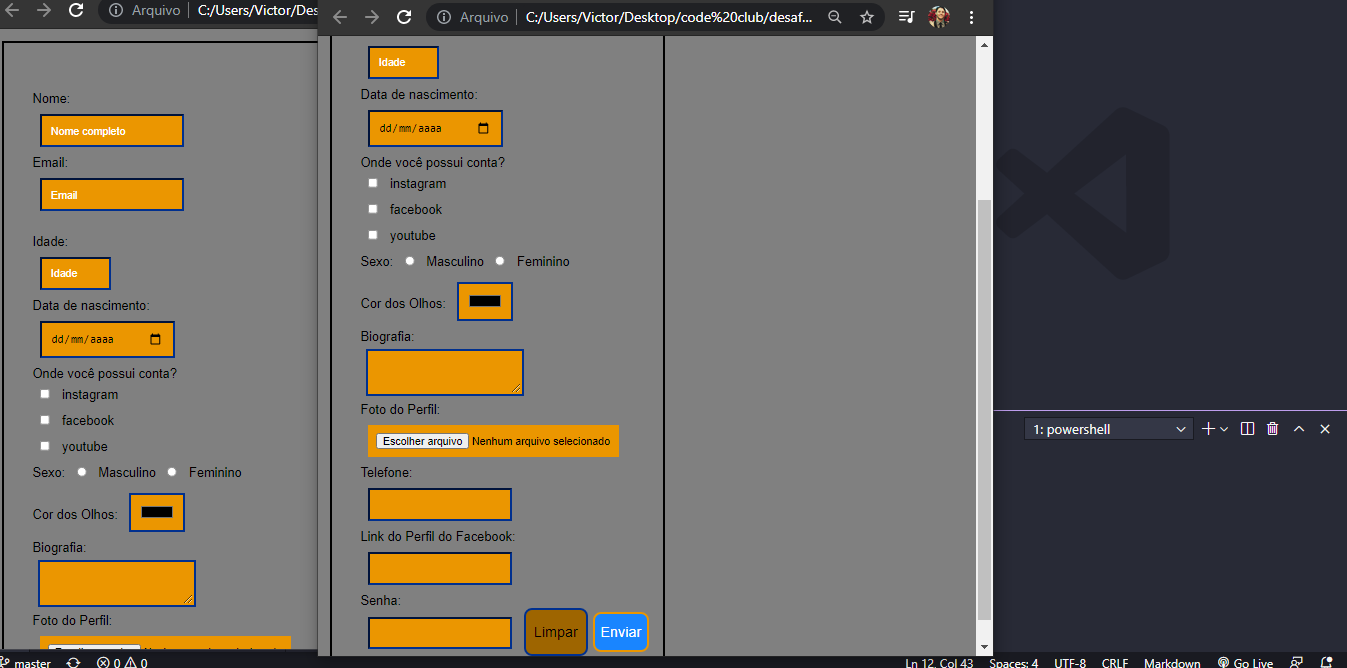 Arquivo C:/Users/Victor/Des
Nome:
Nome completo
Email:
Email
Idade:
Idade
Data de nascimento:
dd/mm/aaaa
Onde você possui conta?
instagram
facebook
youtube
Sexo: Masculino Feminino
Cor dos Olhos:
Biografia:
Foto do Perfil:
Arquivo C:/Users/Victor/Desktop/code%20club/desaf...
Idade
Data de nascimento:
dd/mm/aaaa
Onde você possui conta?
instagram
facebook
youtube
Sexo: Masculino Feminino
Cor dos Olhos:
Biografia:
Foto do Perfil:
Escolher arquivo Nenhum arquivo selecionado
Telefone:
Link do Perfil do Facebook:
Senha:
Limpar Enviar
1: powershell
master 0 0 Ln 12, Col 43 Spaces: 4 UTF-8 CRLF Markdown Go Live